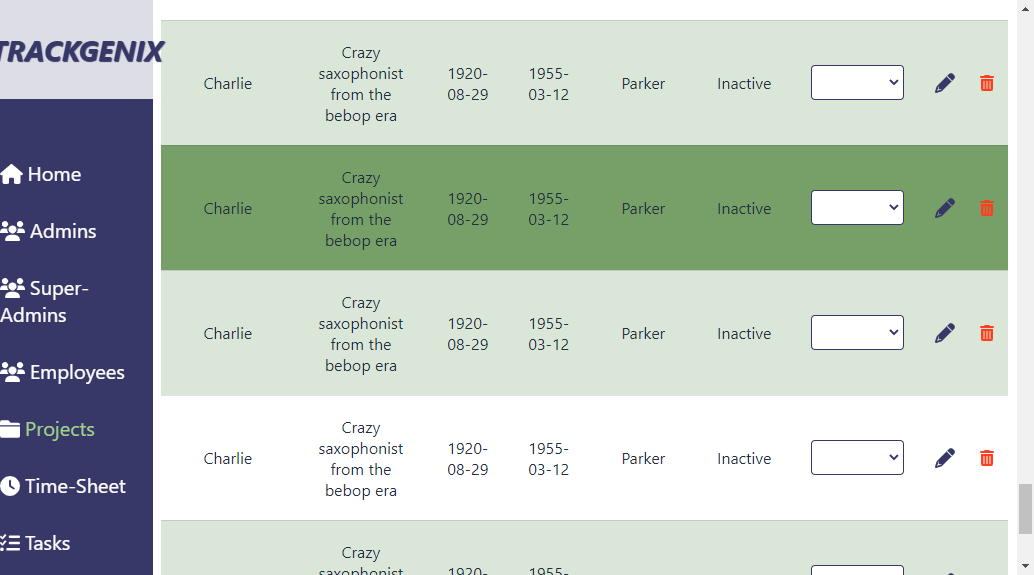 TRACKGENIX
Home
Admins
Super-
Admins
Employees
Projects
Time-Sheet
Tasks
Charlie
Crazy
saxophonist
from the
bebop era
1920-
08-29
1955-
03-12
Parker
Inactive
Charlie
Crazy
saxophonist
from the
bebop era
1920-
08-29
1955-
03-12
Parker
Inactive
Charlie
Crazy
saxophonist
from the
bebop era
1920-
08-29
1955-
03-12
Parker
Inactive
Charlie
Crazy
saxophonist
from the
bebop era
1920-
08-29
1955-
03-12
Parker
Inactive
Crazy
saxophonist
1920-
1955-